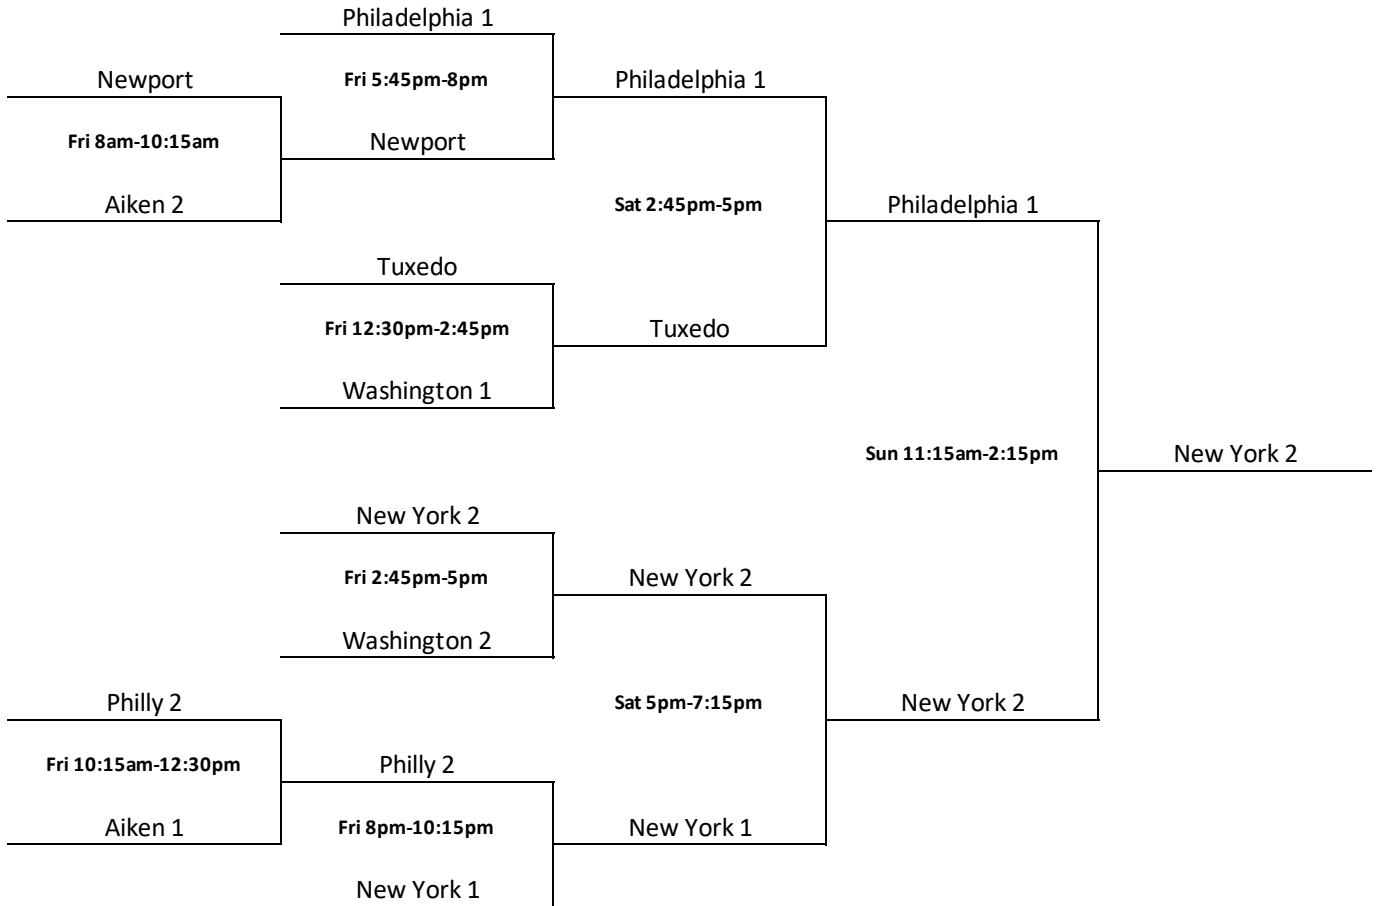 Philadelphia 1
Newport
Fri 5:45pm-8pm
Philadelphia 1
Fri 8am-10:15am
Newport
Aiken 2
Sat 2:45pm-5pm
Philadelphia 1
Tuxedo
Fri 12:30pm-2:45pm
Tuxedo
Washington 1
Sun 11:15am-2:15pm
New York 2
New York 2
Fri 2:45pm-5pm
New York 2
Washington 2
Philly 2
Sat 5pm-7:15pm
New York 2
Fri 10:15am-12:30pm
Philly 2
Aiken 1
Fri 8pm-10:15pm
New York 1
New York 1